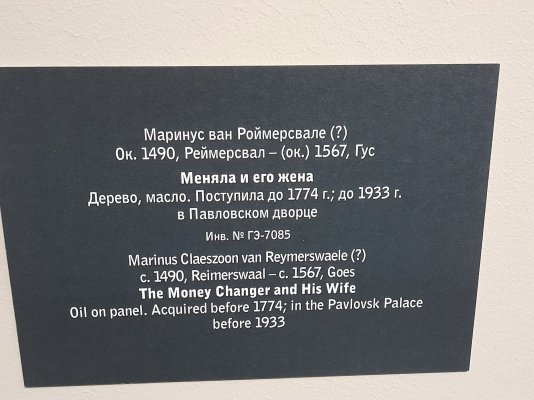 Маринус ван Роймерсвале (?)
Ок. 1490, Реймерсвал – (ок.) 1567, Гус
Меняла и его жена
Дерево, масло. Поступила до 1774 г.; до 1933 г.
в Павловском дворце
Инв. № ГЭ-7085
Marinus Claeszoon van Reymerswaele (?)
c. 1490, Reimerswaal – c. 1567, Goes
The Money Changer and His Wife
Oil on panel. Acquired before 1774; in the Pavlovsk Palace
before 1933